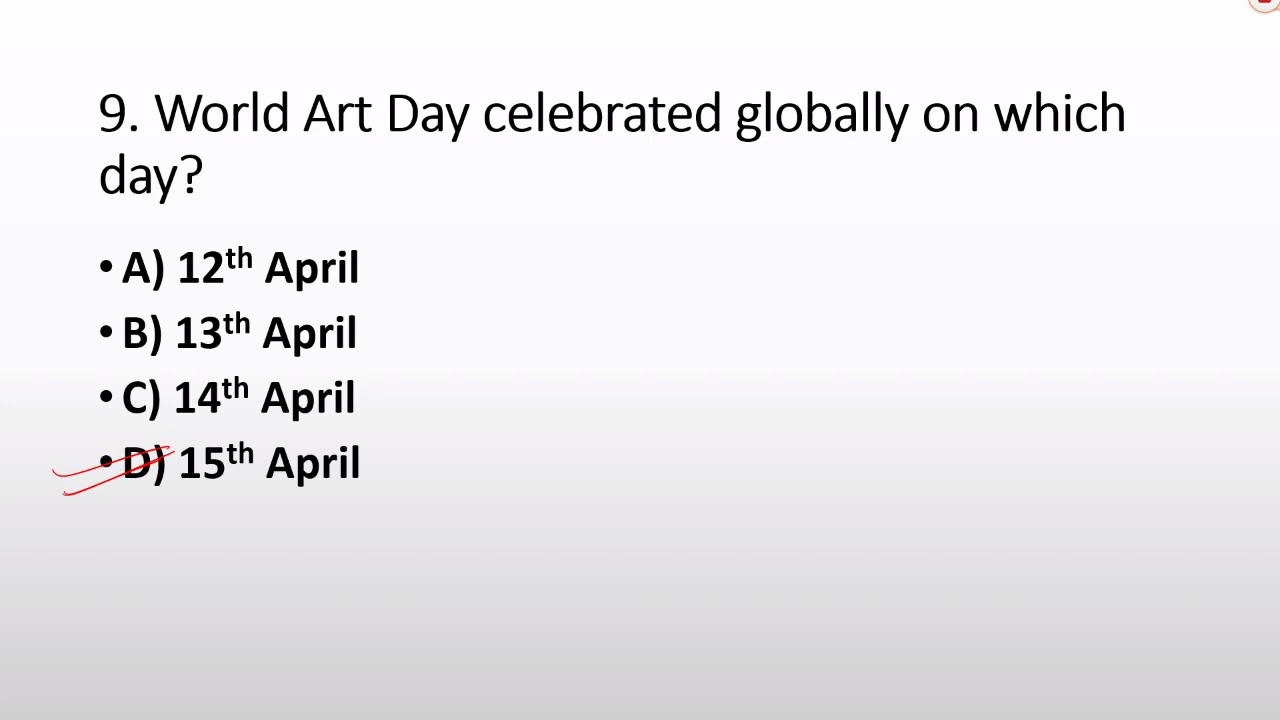 9. World Art Day celebrated globally on which
day?
• A) 12th April
• B) 13th April
• C) 14th April
• D) 15th April